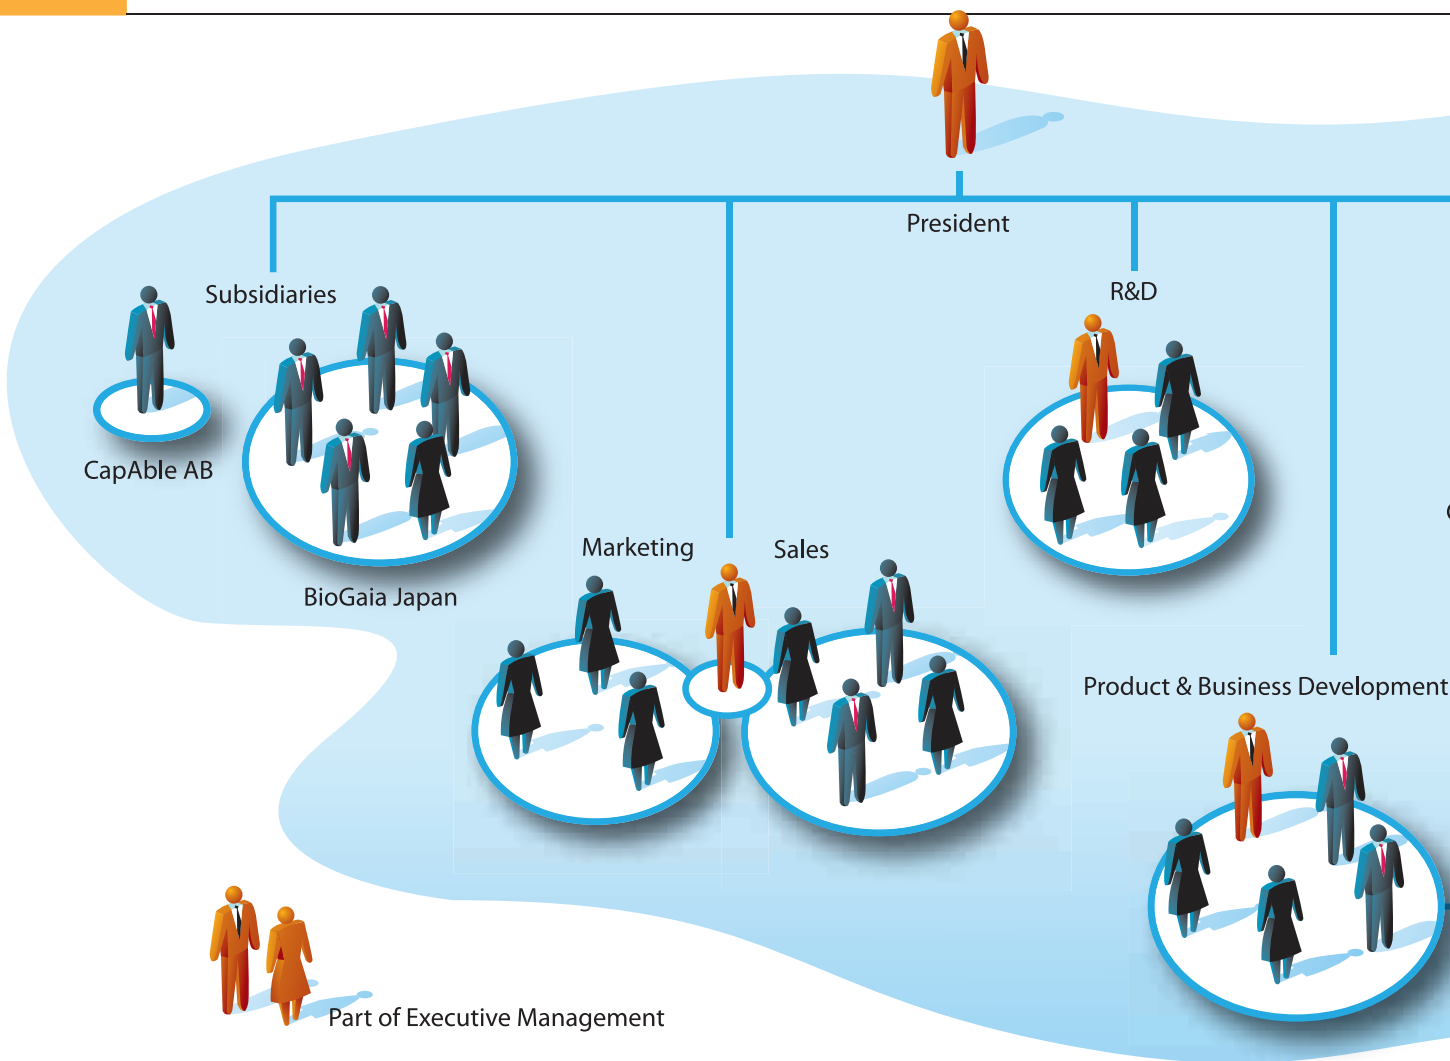 President
Subsidiaries
R&D
CapAble AB
Marketing
Sales
BioGaia Japan
Product & Business Development
Part of Executive Management